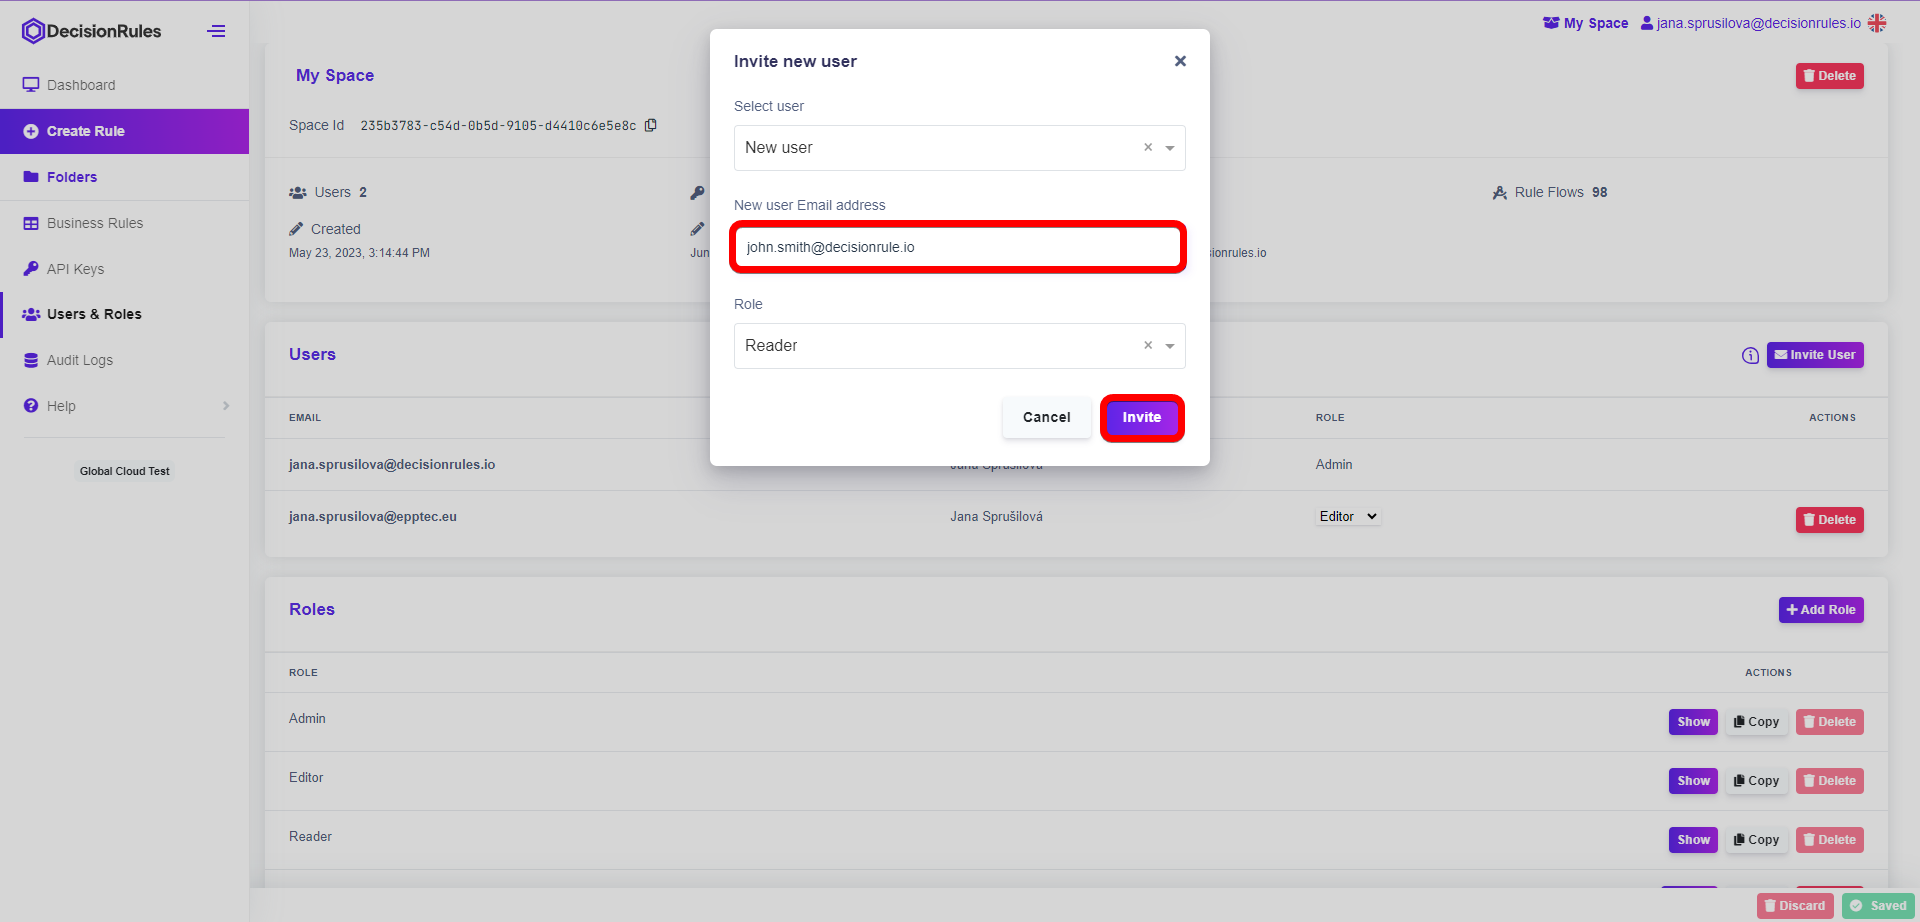 DecisionRules
My Space
jana.sprusilova@decisionrules.io
Dashboard
Create Rule
Folders
Business Rules
API Keys
Users & Roles
Audit Logs
Help
Global Cloud Test
My Space
Delete
Space Id 235b3783-c54d-0b5d-9105-d4410c6e5e8c
Users 2
Rule Flows 98
Created
May 23, 2023, 3:14:44 PM
Jun
Invite new user
Select user
New user
New user Email address
john.smith@decisionrule.io
Role
Reader
Cancel
Invite
Users
Invite User
EMAIL
ROLE
ACTIONS
jana.sprusilova@decisionrules.io
Jana Sprušilová
Admin
jana.sprusilova@epptec.eu
Jana Sprušilová
Editor
Delete
Roles
Add Role
ROLE
ACTIONS
Admin
Show
Copy
Delete
Editor
Show
Copy
Delete
Reader
Show
Copy
Delete
Discard
Saved